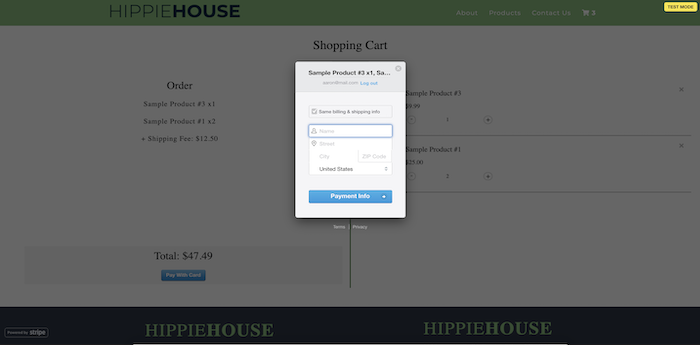 HIPPIEHOUSE
About Products Contact Us 3
TEST MODE
Shopping Cart
Order
Sample Product #3 x1
Sample Product #1 x2
+ Shipping Fee: $12.50
Total: $47.49
Pay With Card
Sample Product #3 x1, Sa...
aaron@mail.com Log out
Same billing & shipping info
Name
Street
City ZIP Code
United States
Payment Info
Sample Product #3
$9.99
1
Sample Product #1
$25.00
2
Terms | Privacy
Powered by stripe
HIPPIEHOUSE
HIPPIEHOUSE